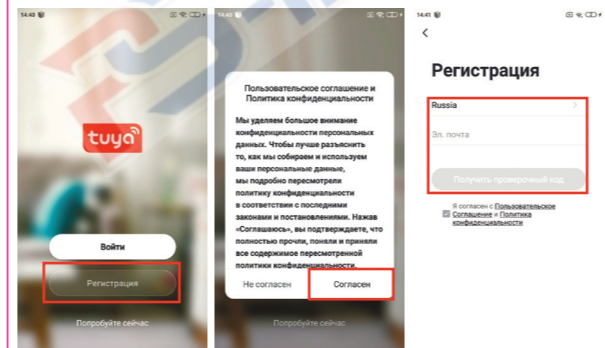 14:40
tuya
Войти
Регистрация
Попробуйте сейчас
14:40
Пользовательское соглашение и
Политика конфиденциальности
Мы уделяем большое внимание
конфиденциальности персональных
данных. Чтобы лучше разъяснить
то, как мы собираем и используем
ваши персональные данные,
мы подробно пересмотрели
политику конфиденциальности
в соответствии с последними
законами и постановлениями. Нажав
«Соглашаюсь», вы подтверждаете, что
полностью прочли, поняли и приняли
все содержимое пересмотренной
политики конфиденциальности.
Не согласен
Согласен
Попробуйте сейчас
14:41
Регистрация
Russia
Эл. почта
Получить проверочный код
Я согласен с Пользовательское
Соглашение и Политика
конфиденциальности